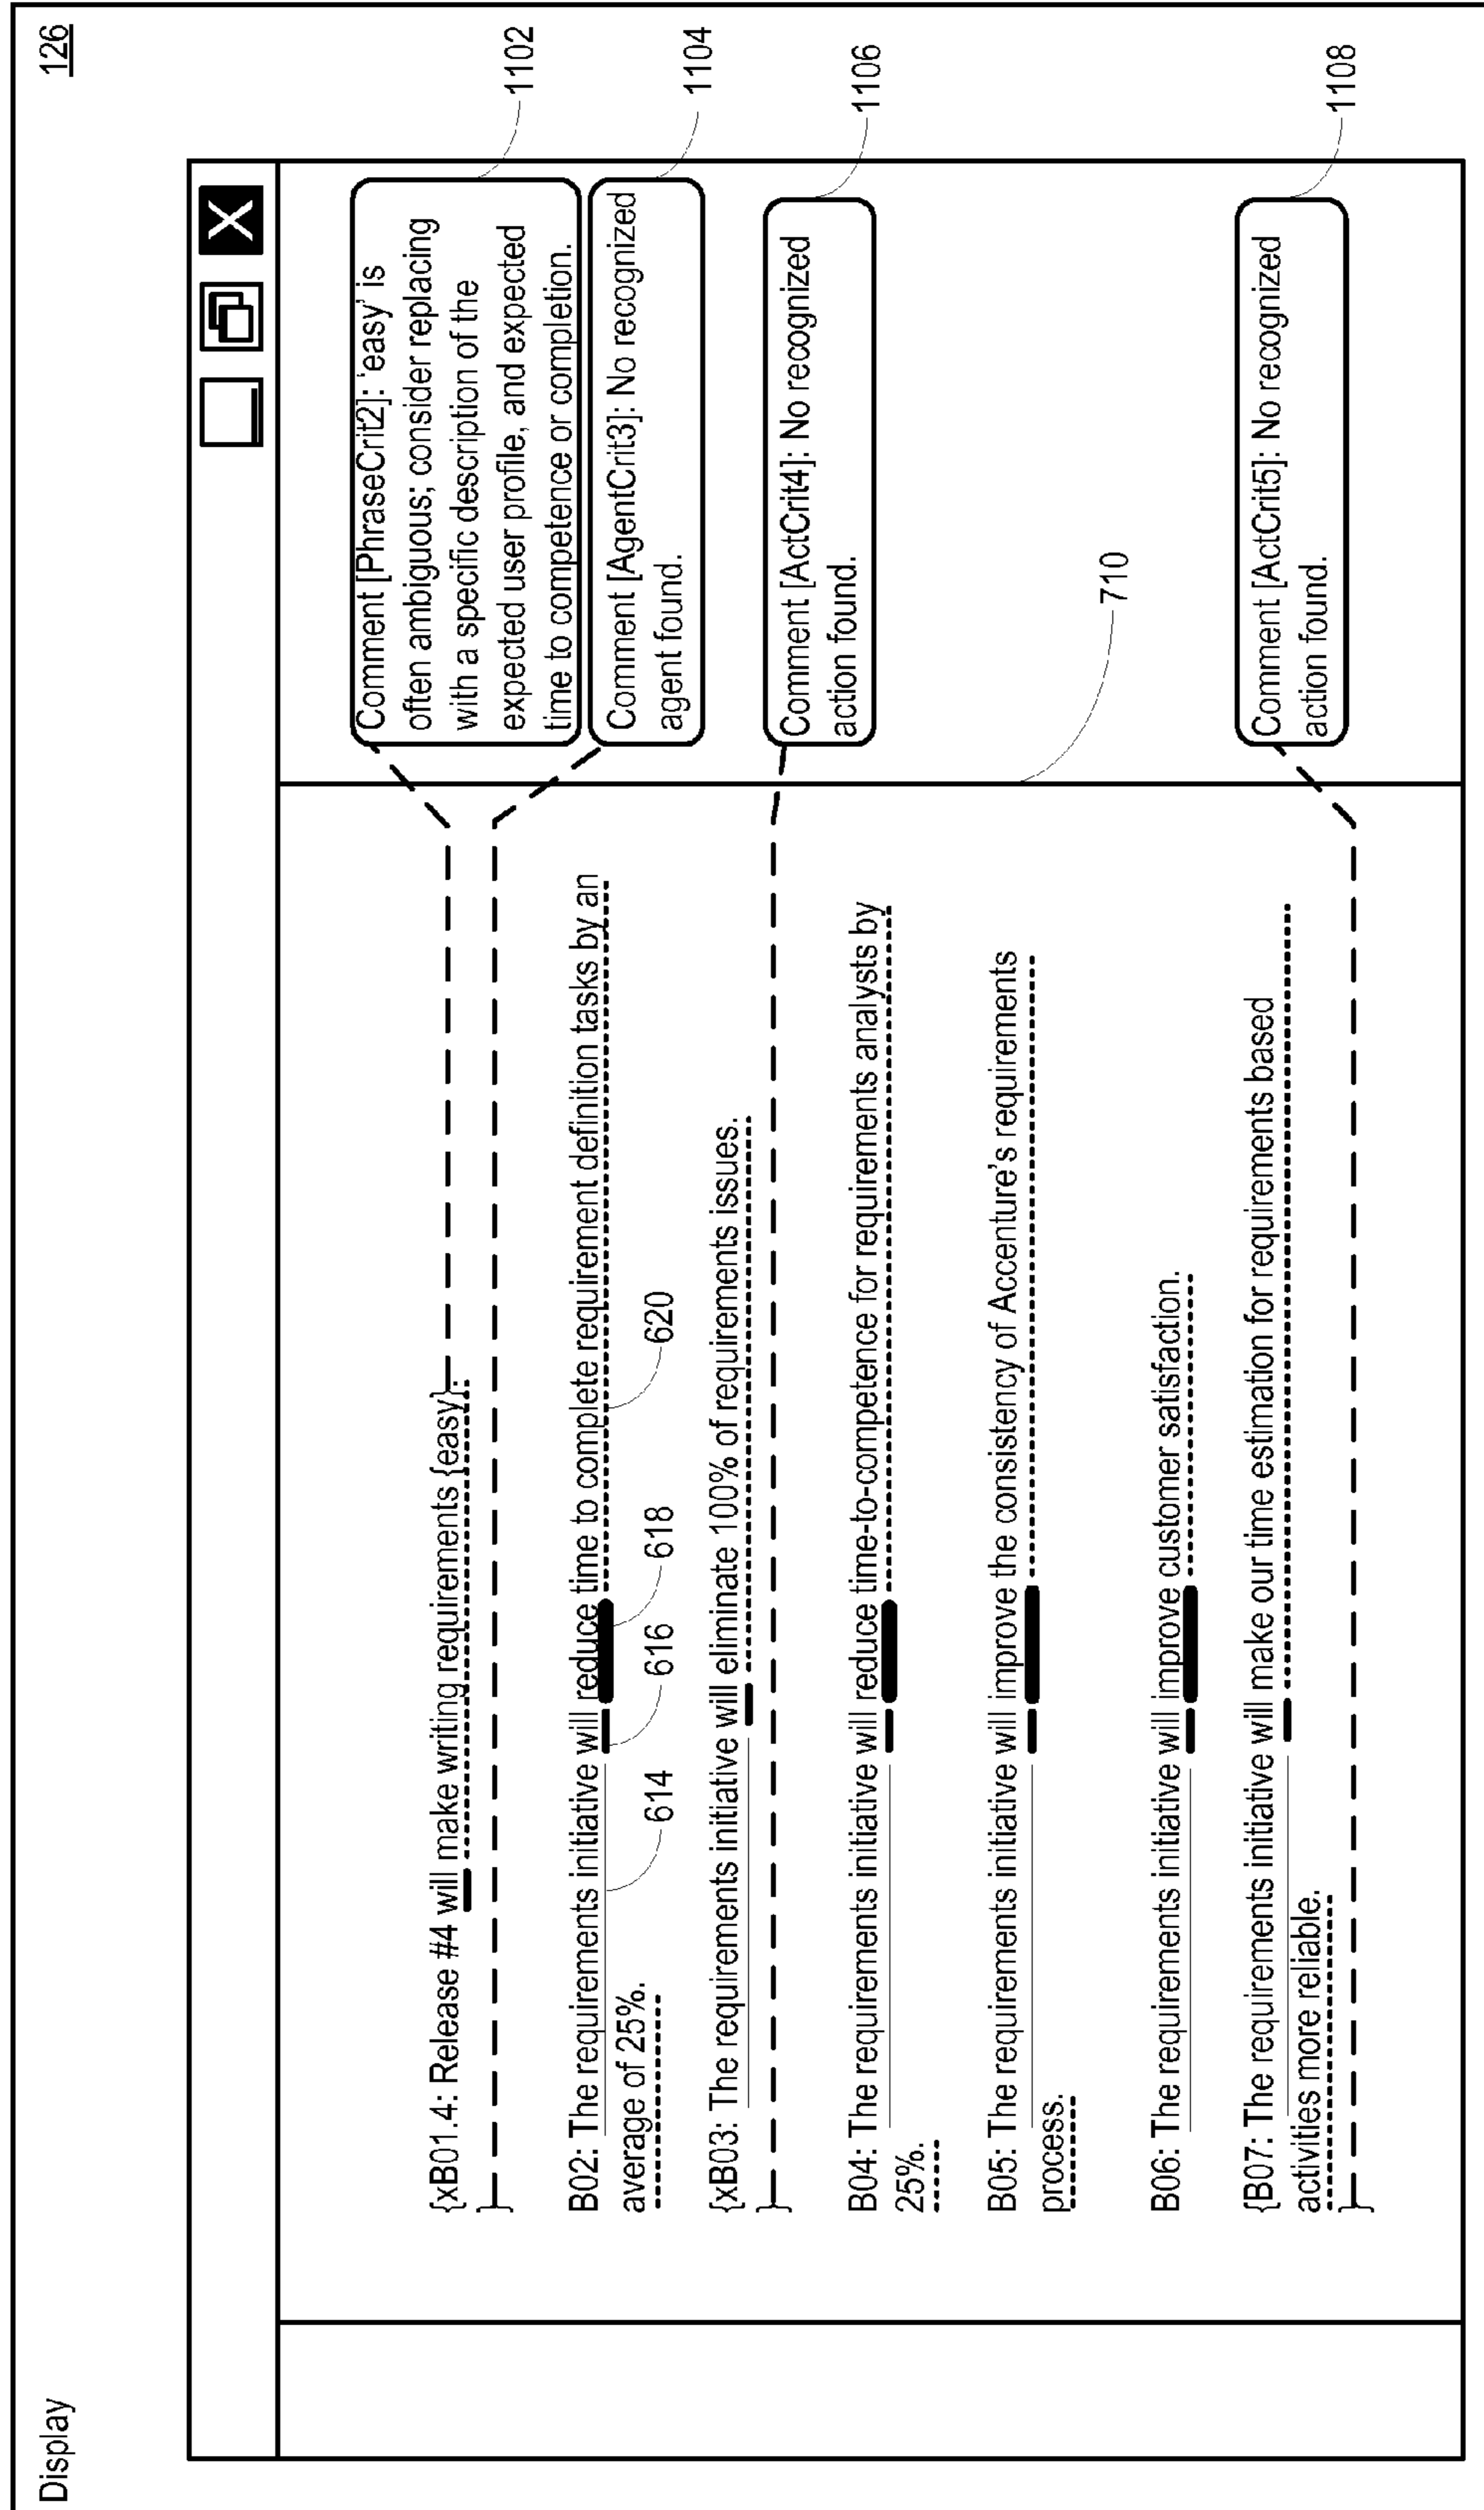 Display
126
X
{xB01.4: Release #4 will make writing requirements {easy}.
}
B02: The requirements initiative will reduce time to complete requirement definition tasks by an
average of 25%.
614
616
618
620
{xB03: The requirements initiative will eliminate 100% of requirements issues.
}
B04: The requirements initiative will reduce time-to-competence for requirements analysts by
25%.
B05: The requirements initiative will improve the consistency of Accenture's requirements
process.
B06: The requirements initiative will improve customer satisfaction.
{B07: The requirements initiative will make our time estimation for requirements based
activities more reliable.
}
Comment [PhraseCrit2]: 'easy' is
often ambiguous; consider replacing
with a specific description of the
expected user profile, and expected
time to competence or completion.
1102
Comment [AgentCrit3]: No recognized
agent found.
1104
Comment [ActCrit4]: No recognized
action found.
1106
710
Comment [ActCrit5]: No recognized
action found.
1108